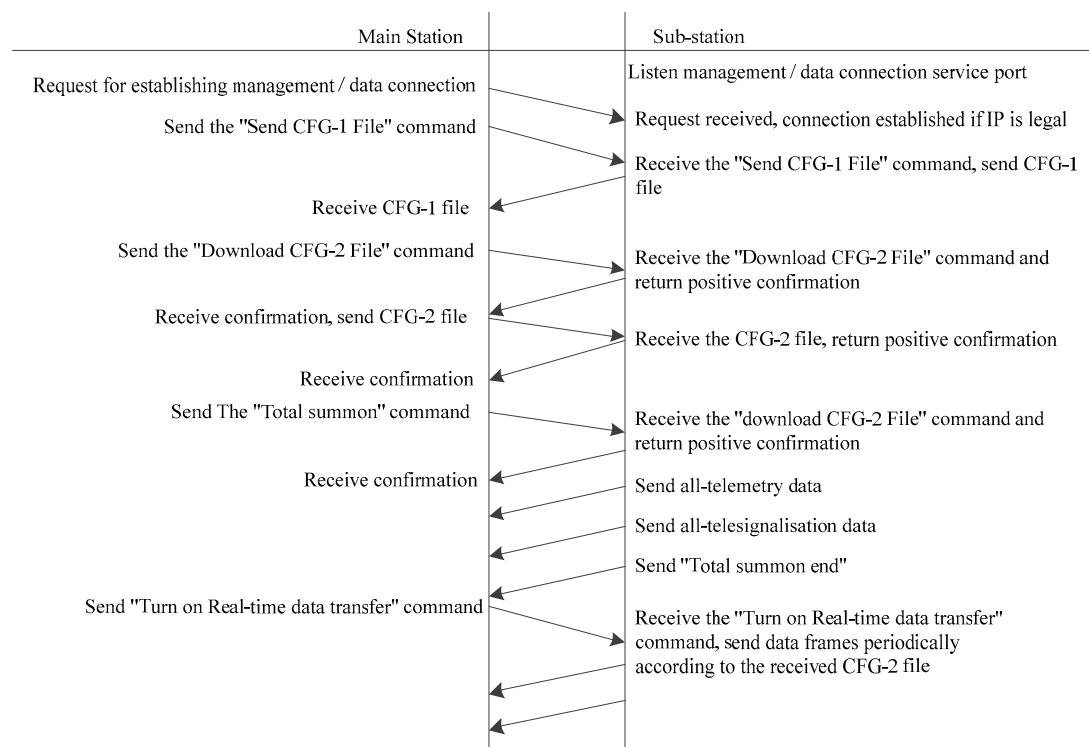 Main Station
Sub-station
Listen management / data connection service port
Request for establishing management / data connection
Request received, connection established if IP is legal
Send the "Send CFG-1 File" command
Receive the "Send CFG-1 File" command, send CFG-1
file
Receive CFG-1 file
Send the "Download CFG-2 File" command
Receive the "Download CFG-2 File" command and
return positive confirmation
Receive confirmation, send CFG-2 file
Receive the CFG-2 file, return positive confirmation
Receive confirmation
Send The "Total summon" command
Receive the "download CFG-2 File" command and
return positive confirmation
Receive confirmation
Send all-telemetry data
Send all-telesignalisation data
Send "Total summon end"
Send "Turn on Real-time data transfer" command
Receive the "Turn on Real-time data transfer"
command, send data frames periodically
according to the received CFG-2 file